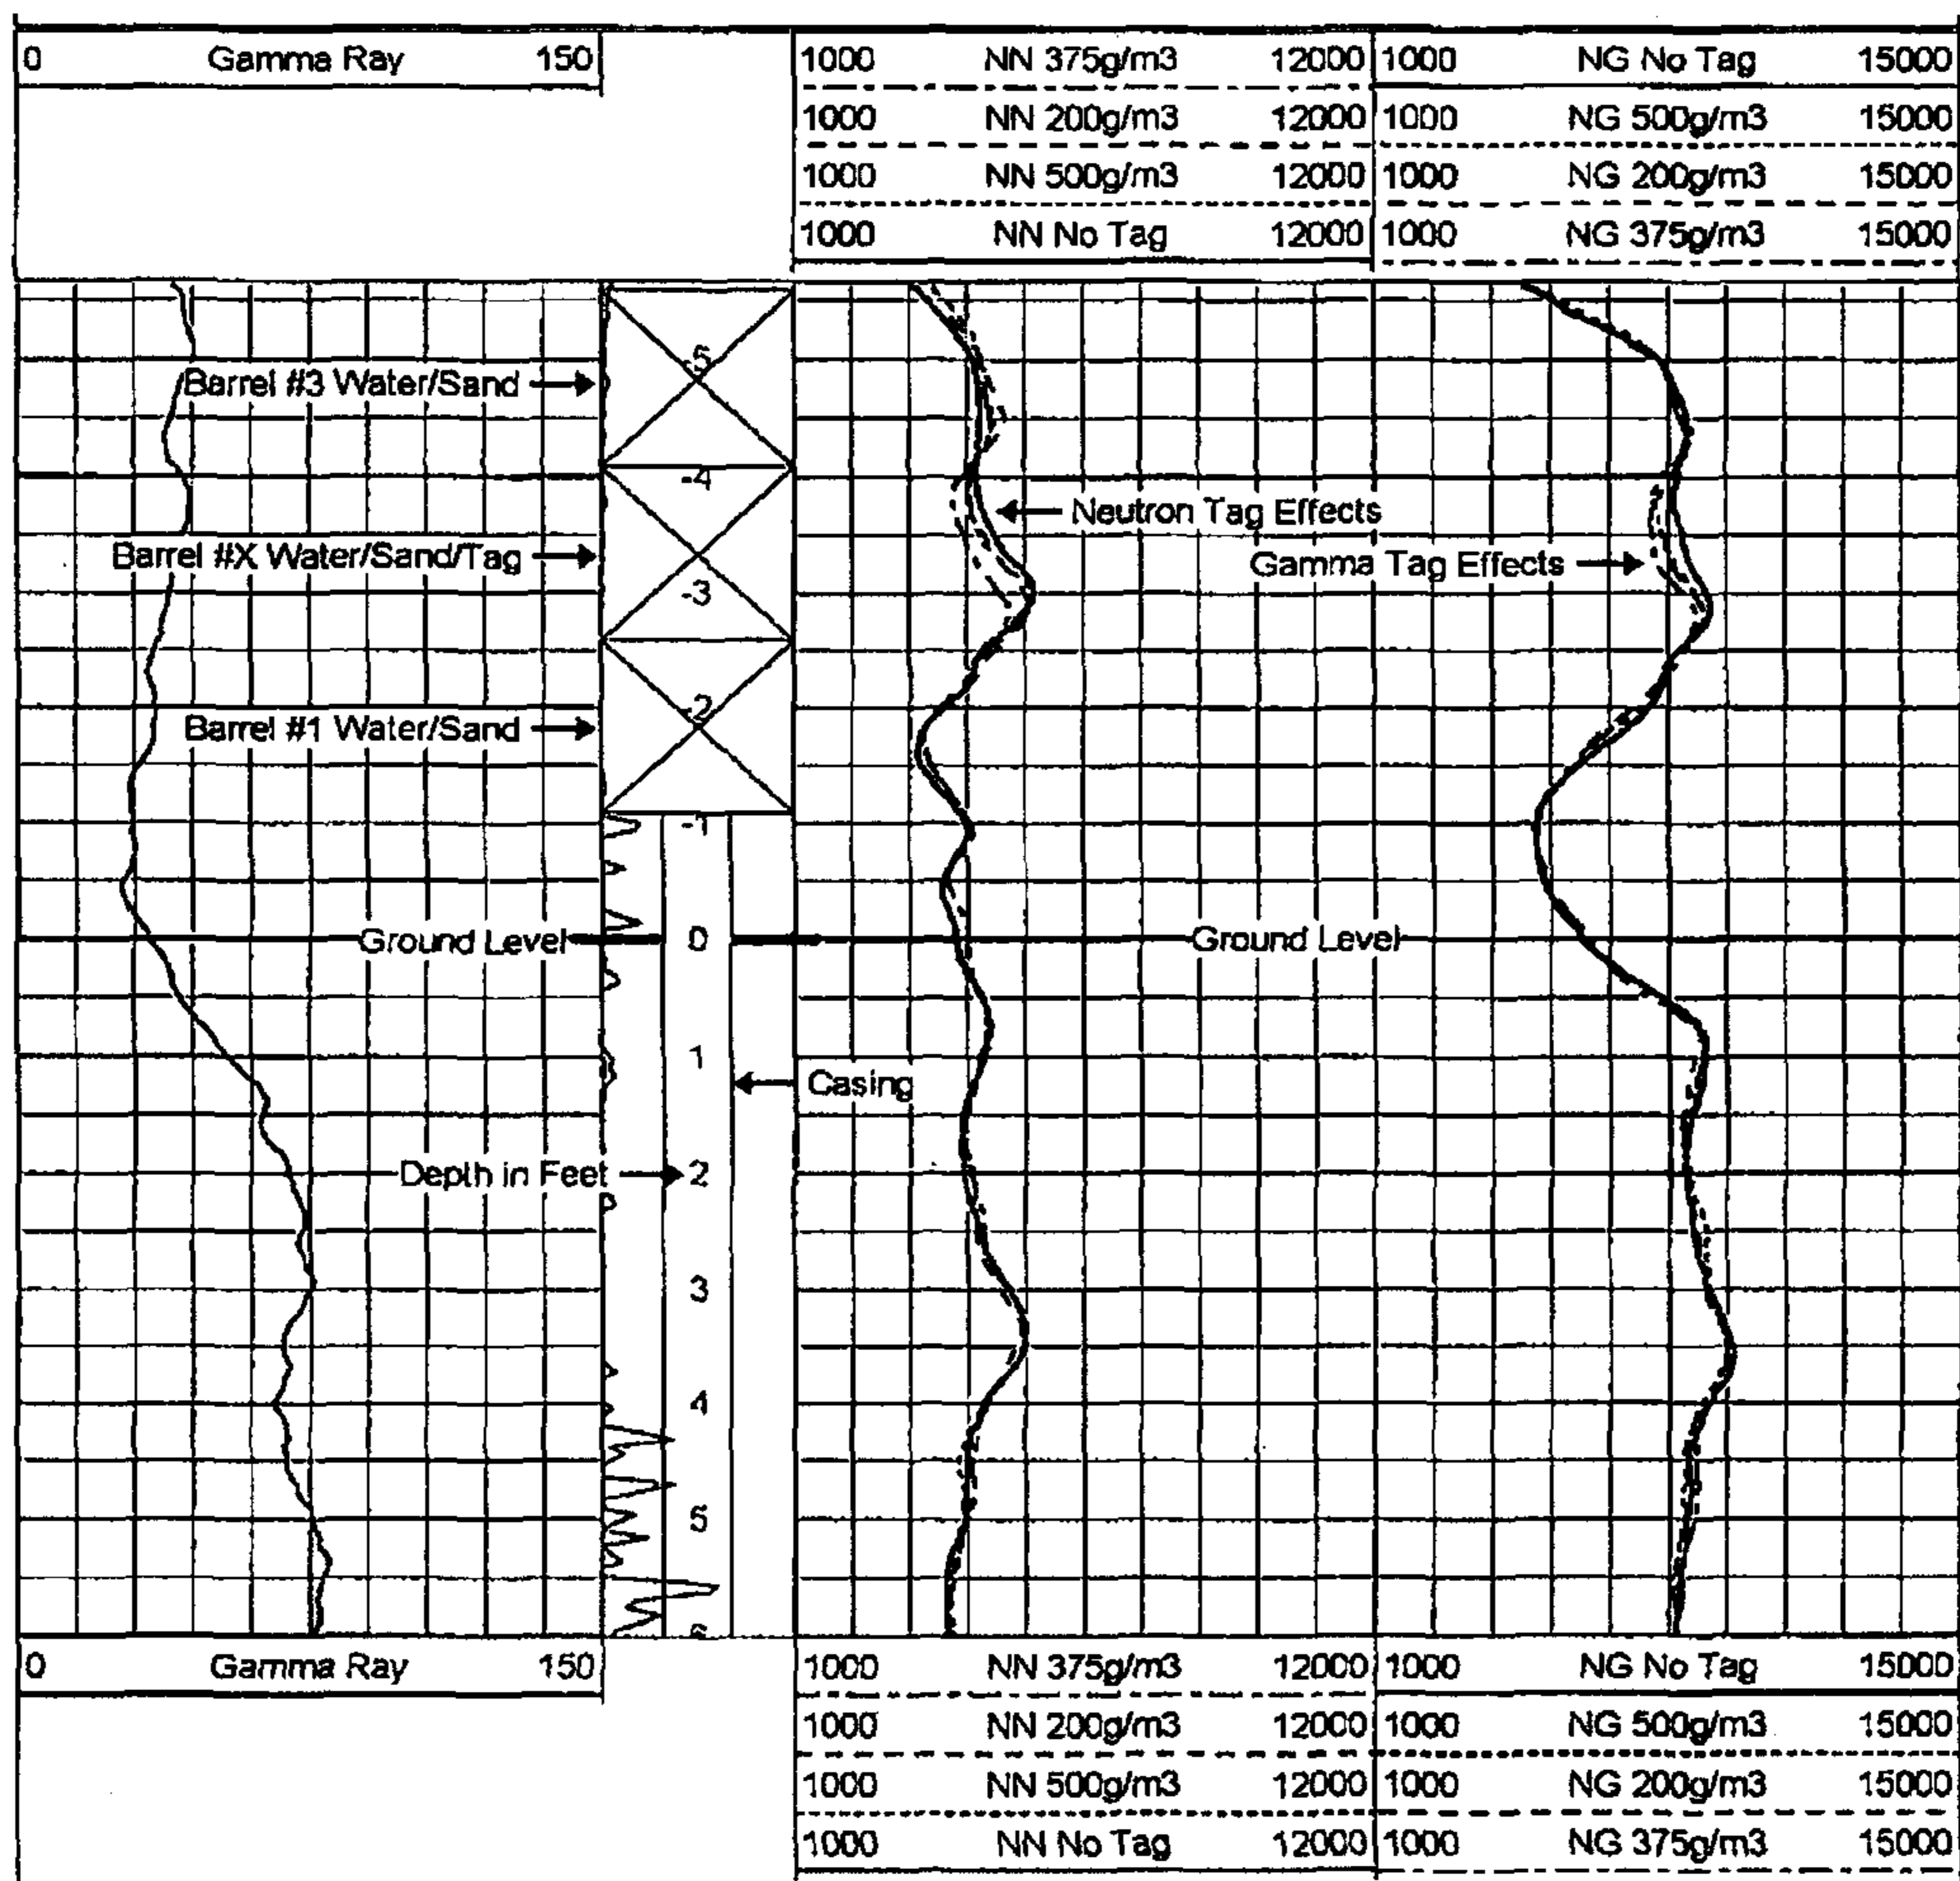 0 Gamma Ray 150 1000 NN 375g/m3 12000 1000 NG No Tag 15000
1000 NN 200g/m3 12000 1000 NG 500g/m3 15000
1000 NN 500g/m3 12000 1000 NG 200g/m3 15000
1000 NN No Tag 12000 1000 NG 375g/m3 15000
-5
Barrel #3 Water/Sand
-4
Neutron Tag Effects
Barrel #X Water/Sand/Tag
Gamma Tag Effects
-3
-2
Barrel #1 Water/Sand
-1
Ground Level 0 Ground Level
1
Casing
Depth in Feet 2
3
4
5
6
0 Gamma Ray 150 1000 NN 375g/m3 12000 1000 NG No Tag 15000
1000 NN 200g/m3 12000 1000 NG 500g/m3 15000
1000 NN 500g/m3 12000 1000 NG 200g/m3 15000
1000 NN No Tag 12000 1000 NG 375g/m3 15000